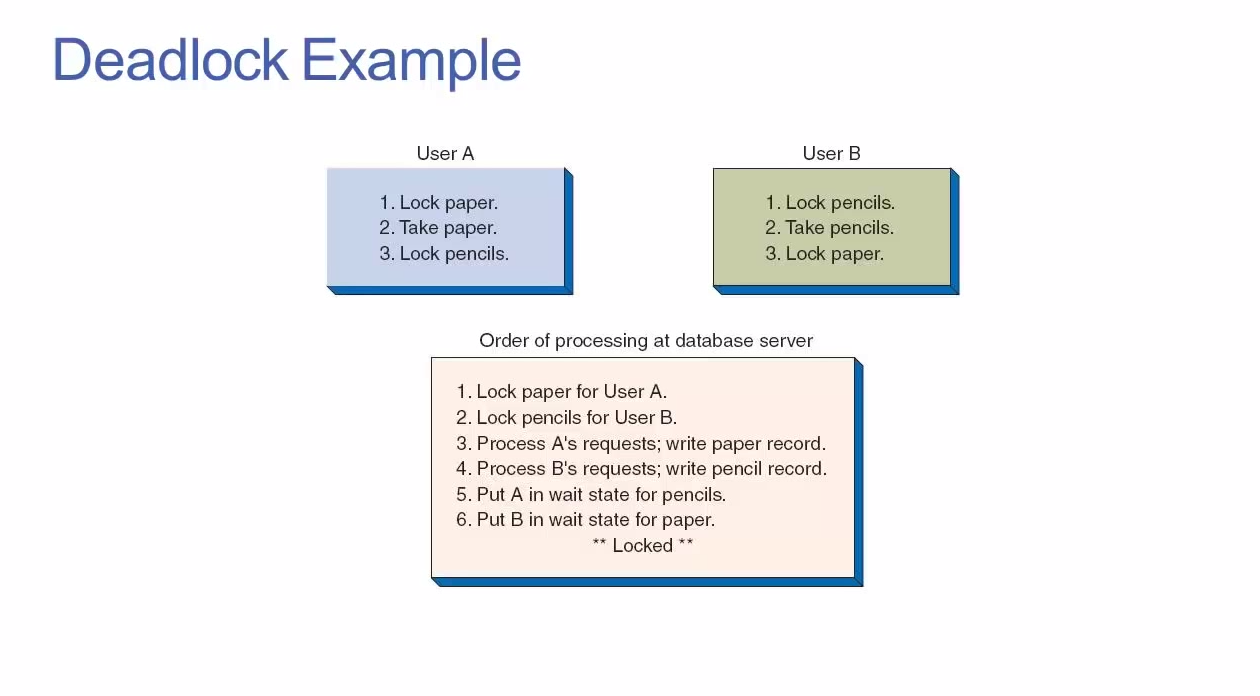 Deadlock Example
User A
1. Lock paper.
2. Take paper.
3. Lock pencils.
User B
1. Lock pencils.
2. Take pencils.
3. Lock paper.
Order of processing at database server
1. Lock paper for User A.
2. Lock pencils for User B.
3. Process A's requests; write paper record.
4. Process B's requests; write pencil record.
5. Put A in wait state for pencils.
6. Put B in wait state for paper.
** Locked **